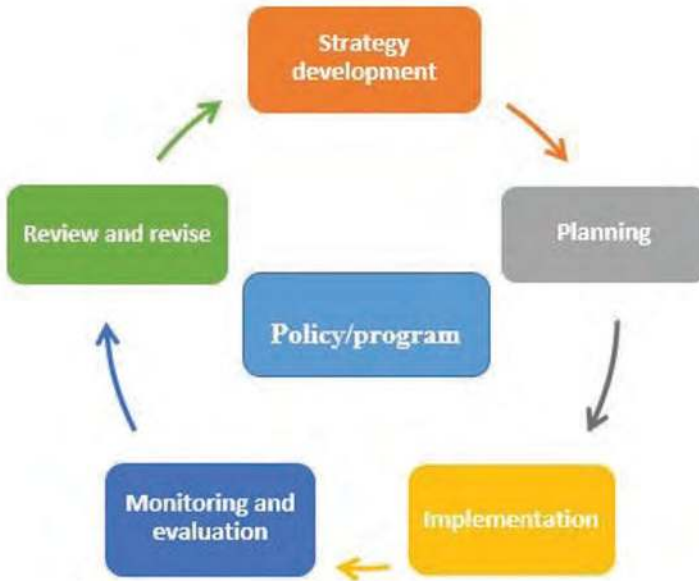 Strategy
development
Review and revise
Planning
Policy/program
Monitoring and
evaluation
Implementation